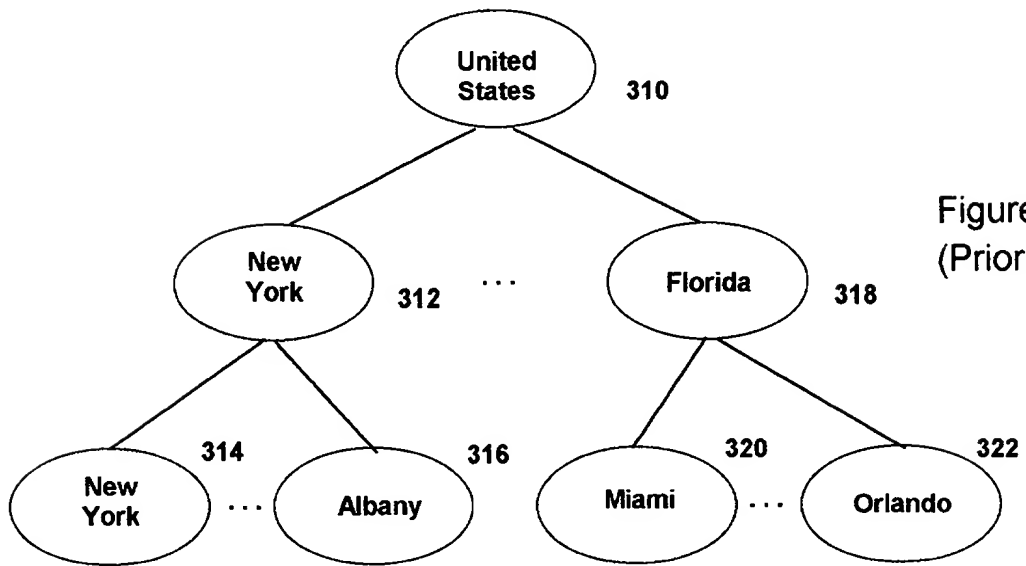 United
States
310
Figure
(Prior
New
York
312
...
Florida
318
314
316
320
322
New
York
...
Albany
Miami
...
Orlando